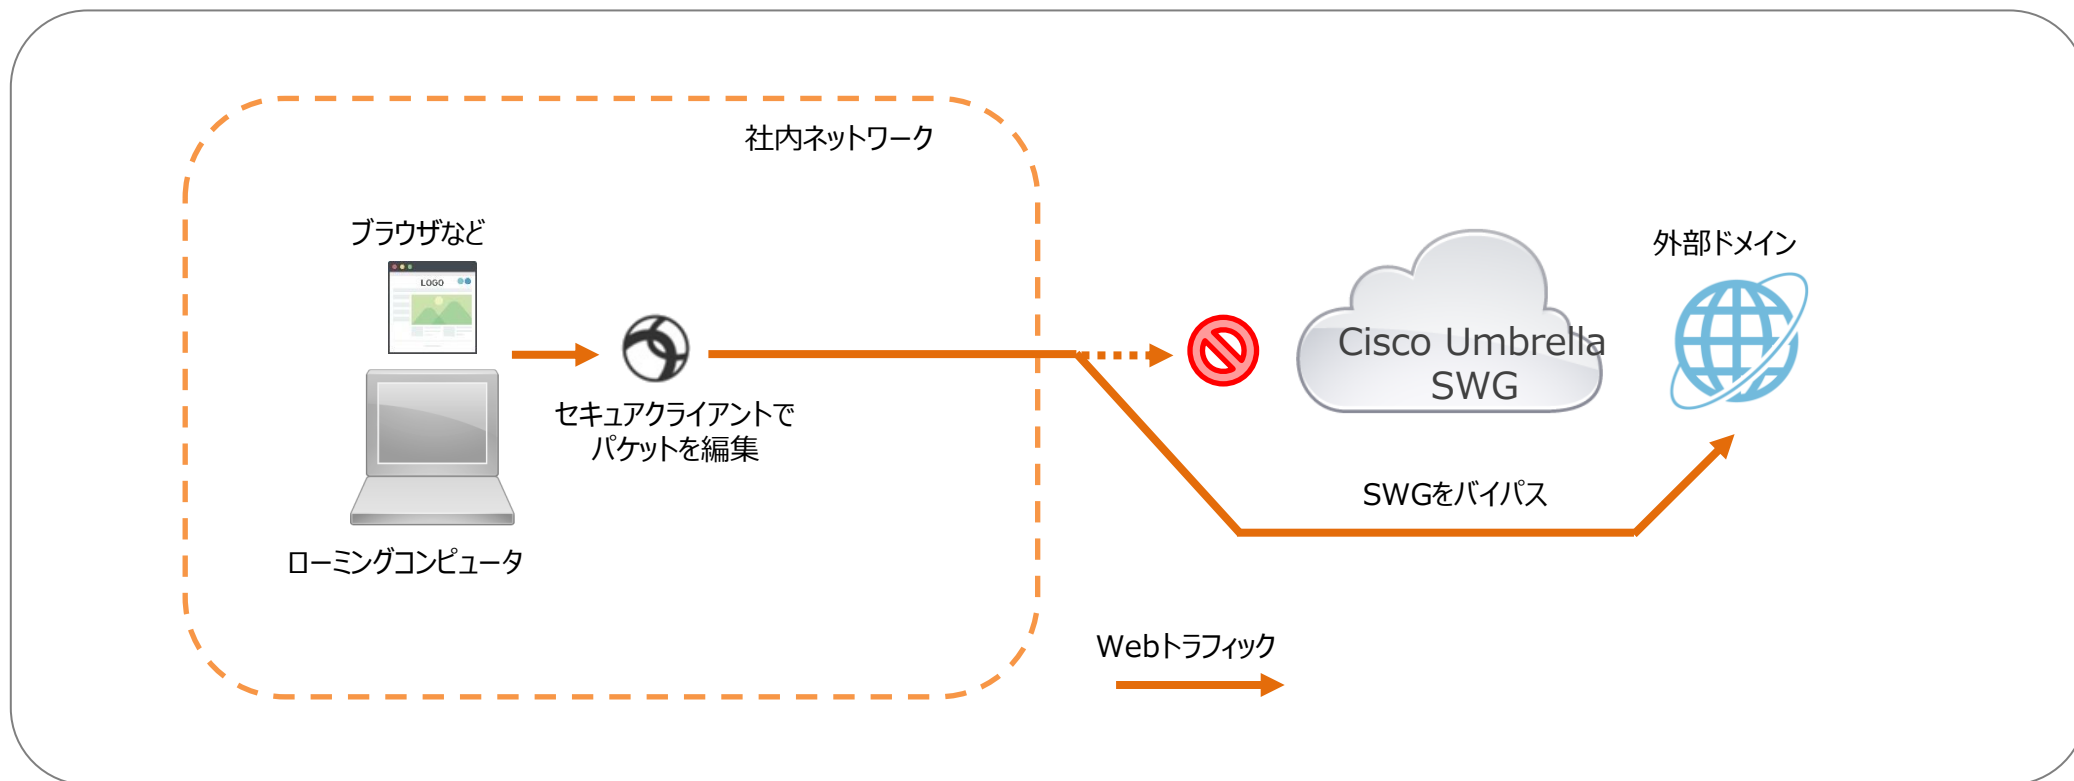 社内ネットワーク
ブラウザなど
LOGO
セキュアクライアントで
パケットを編集
ローミングコンピュータ
Cisco Umbrella
SWG
外部ドメイン
SWGをバイパス
Webトラフィック